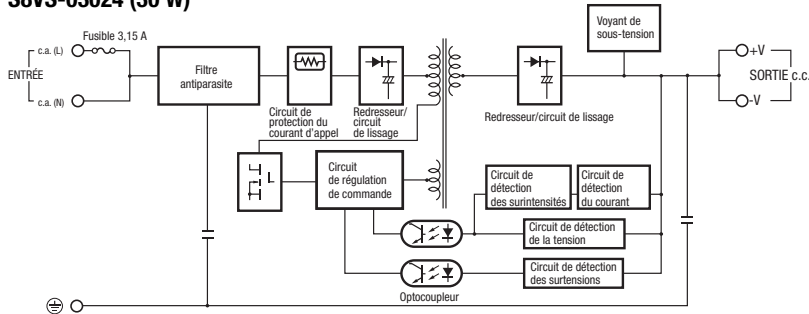 S8VS-03024 (30 W)
Voyant de
sous-tension
Fusible 3,15 A
c.a. (L)
ENTRÉE
c.a. (N)
Filtre
antiparasite
Circuit de
protection du
courant d'appel
Redresseur/
circuit
de lissage
Redresseur/circuit de lissage
+V
SORTIE c.c.
-V
Circuit
de régulation
de commande
Circuit de
détection
des surintensités
Circuit de
détection
du courant
Circuit de détection
de la tension
Circuit de détection
des surtensions
Optocoupleur